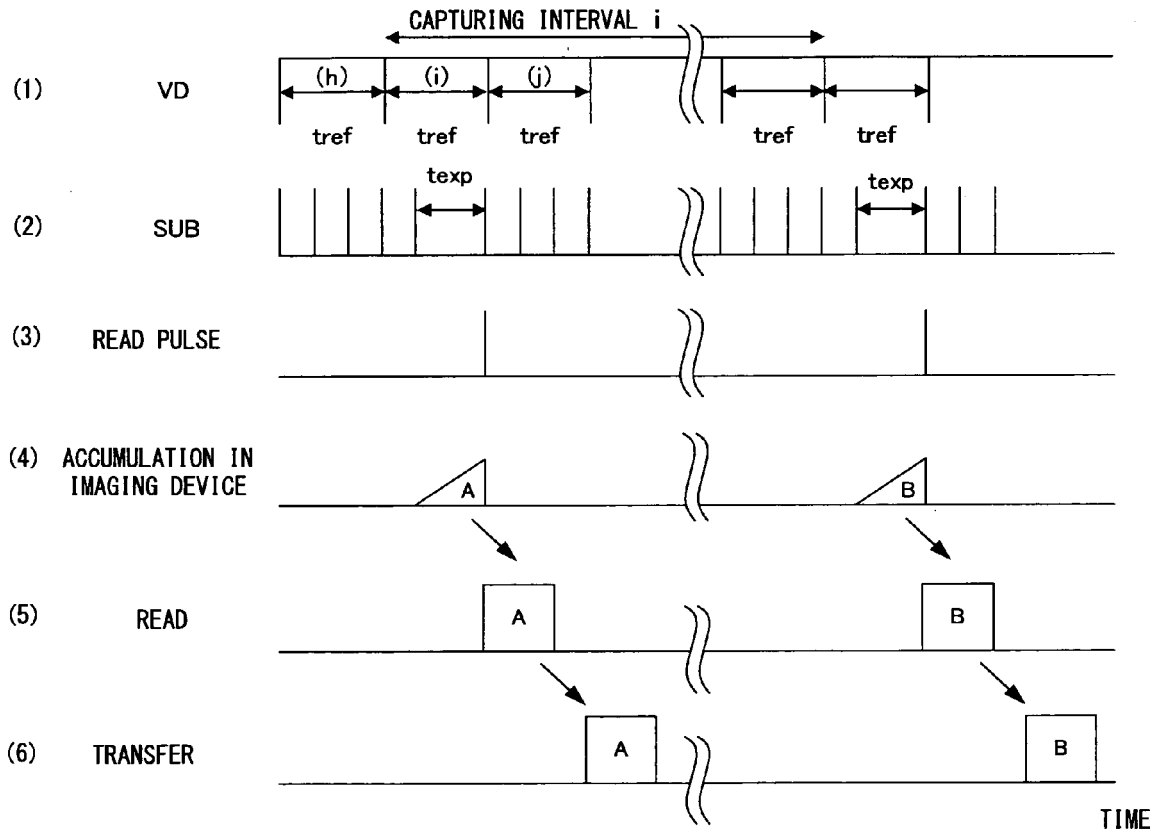 CAPTURING INTERVAL i
(1) VD (h) (i) (j)
tref tref tref tref tref
texp texp
(2) SUB
(3) READ PULSE
(4) ACCUMULATION IN
IMAGING DEVICE
A B
(5) READ A B
(6) TRANSFER A B
TIME